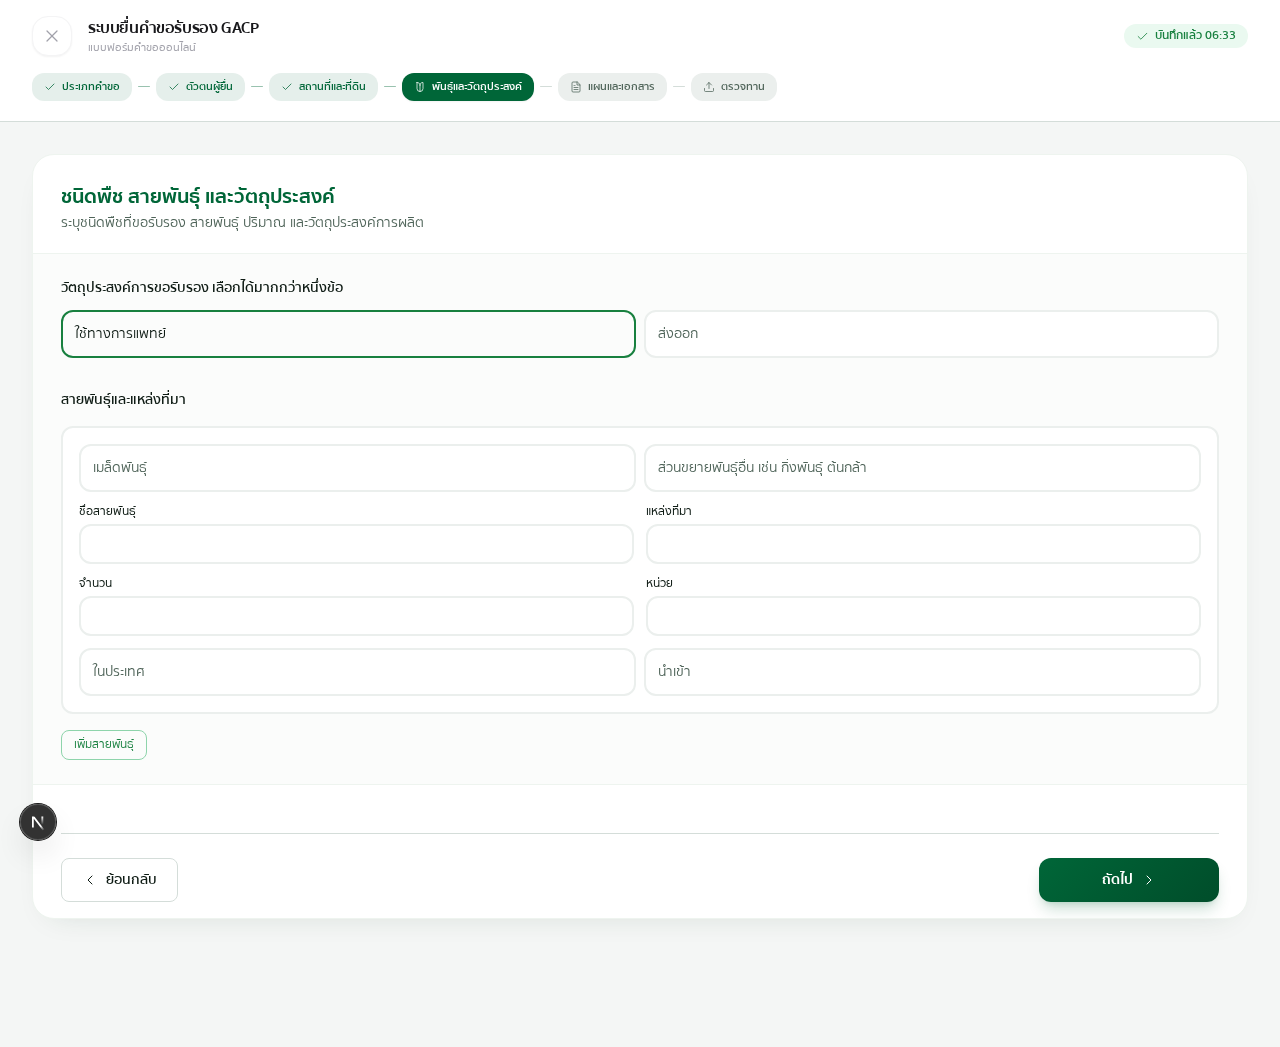 ระบบยื่นคำขอรับรอง GACP
แบบฟอร์มคำขอออนไลน์
บันทึกแล้ว 06:33
ประเภทคำขอ
ตัวตนผู้ยื่น
สถานที่และที่ดิน
พันธุ์และวัตถุประสงค์
แผนและเอกสาร
ตรวจทาน
ชนิดพืช สายพันธุ์ และวัตถุประสงค์
ระบุชนิดพืชที่ขอรับรอง สายพันธุ์ ปริมาณ และวัตถุประสงค์การผลิต
วัตถุประสงค์การขอรับรอง เลือกได้มากกว่าหนึ่งข้อ
ใช้ทางการแพทย์
ส่งออก
สายพันธุ์และแหล่งที่มา
เมล็ดพันธุ์
ส่วนขยายพันธุ์อื่น เช่น กิ่งพันธุ์ ต้นกล้า
ชื่อสายพันธุ์
แหล่งที่มา
จำนวน
หน่วย
ในประเทศ
นำเข้า
เพิ่มสายพันธุ์
N
ย้อนกลับ
ถัดไป